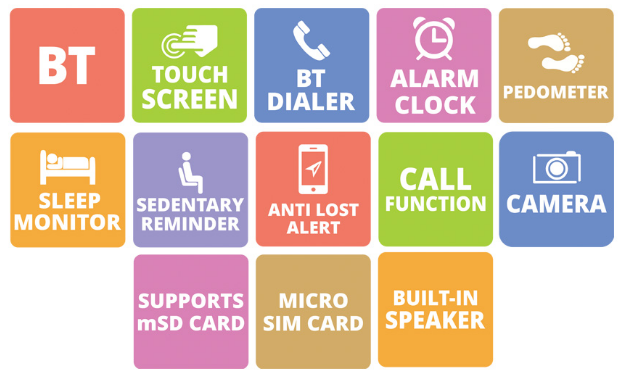 BT
TOUCH
SCREEN
BT
DIALER
ALARM
CLOCK
PEDOMETER
SLEEP
MONITOR
SEDENTARY
REMINDER
ANTI LOST
ALERT
CALL
FUNCTION
CAMERA
SUPPORTS
mSD CARD
MICRO
SIM CARD
BUILT-IN
SPEAKER